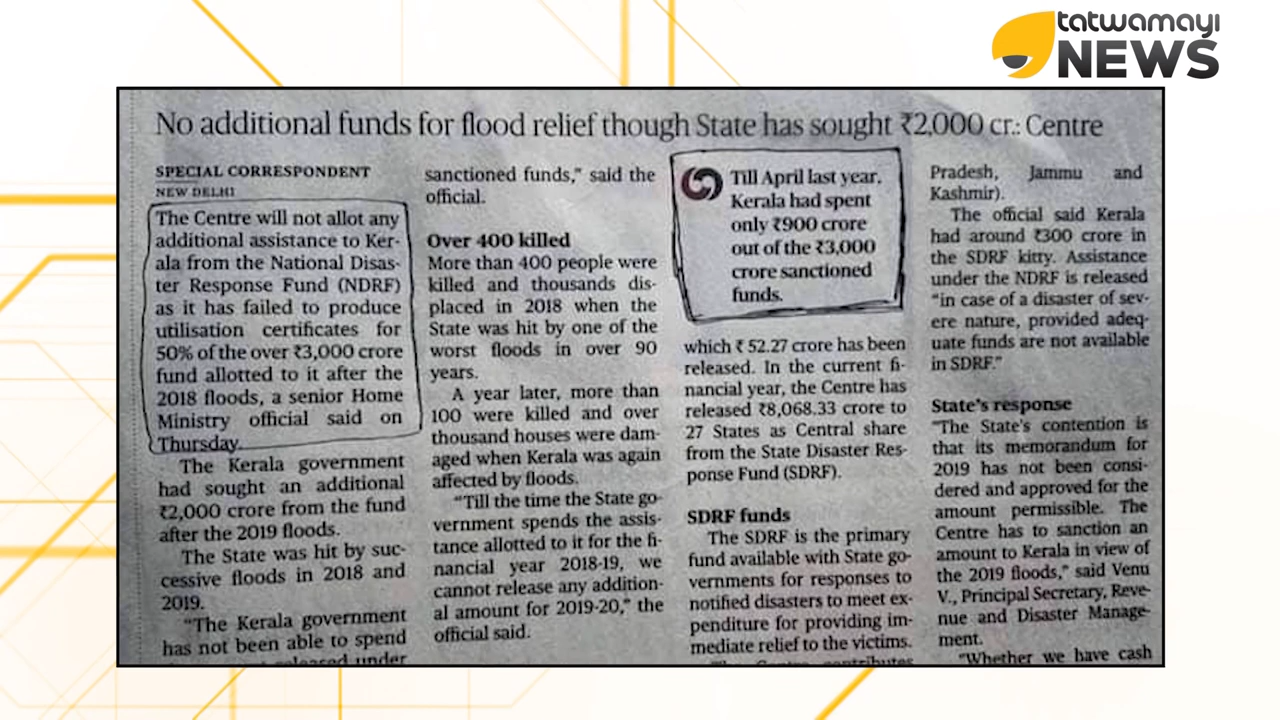 tatwamayi
NEWS
No additional funds for flood relief though State has sought ₹2,000 cr.: Centre
SPECIAL CORRESPONDENT
NEW DELHI
The Centre will not allot any
additional assistance to Ker-
ala from the National Disas-
ter Response Fund (NDRF)
as it has failed to produce
utilisation certificates for
50% of the over ₹3,000 crore
fund allotted to it after the
2018 floods, a senior Home
Ministry official said on
Thursday.
The Kerala government
had sought an additional
₹2,000 crore from the fund
after the 2019 floods.
The State was hit by suc-
cessive floods in 2018 and
2019.
"The Kerala government
has not been able to spend
released under
sanctioned funds," said the
official.
Over 400 killed
More than 400 people were
killed and thousands dis-
placed in 2018 when the
State was hit by one of the
worst floods in over 90
years.
A year later, more than
100 were killed and over
thousand houses were dam-
aged when Kerala was again
affected by floods.
"Till the time the State go-
vernment spends the assis-
tance allotted to it for the fi-
nancial year 2018-19, we
cannot release any addition-
al amount for 2019-20," the
official said.
Till April last year,
Kerala had spent
only ₹900 crore
out of the ₹3,000
crore sanctioned
funds.
which ₹ 52.27 crore has been
released. In the current fi-
nancial year, the Centre has
released ₹8,068.33 crore to
27 States as Central share
from the State Disaster Res-
ponse Fund (SDRF).
SDRF funds
The SDRF is the primary
fund available with State go-
vernments for responses to
notified disasters to meet ex-
penditure for providing im-
mediate relief to the victims.
"The Centre contributes
Pradesh, Jammu and
Kashmir).
The official said Kerala
had around ₹300 crore in
the SDRF kitty. Assistance
under the NDRF is released
"in case of a disaster of sev-
ere nature, provided adeq-
uate funds are not available
in SDRF."
State's response
"The State's contention is
that its memorandum for
2019 has not been consi-
dered and approved for the
amount permissible. The
Centre has to sanction an
amount to Kerala in view of
the 2019 floods," said Venu
V., Principal Secretary, Reve-
nue and Disaster Manage-
ment.
"Whether we have cash